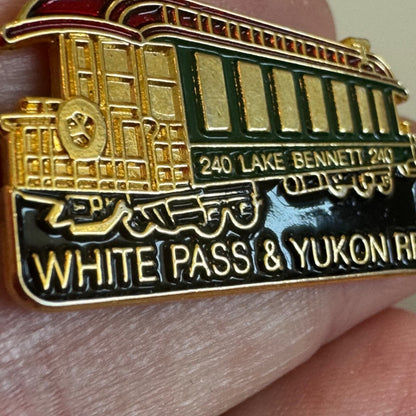 240 LAKE BENNETT 240
WHITE PASS & YUKON